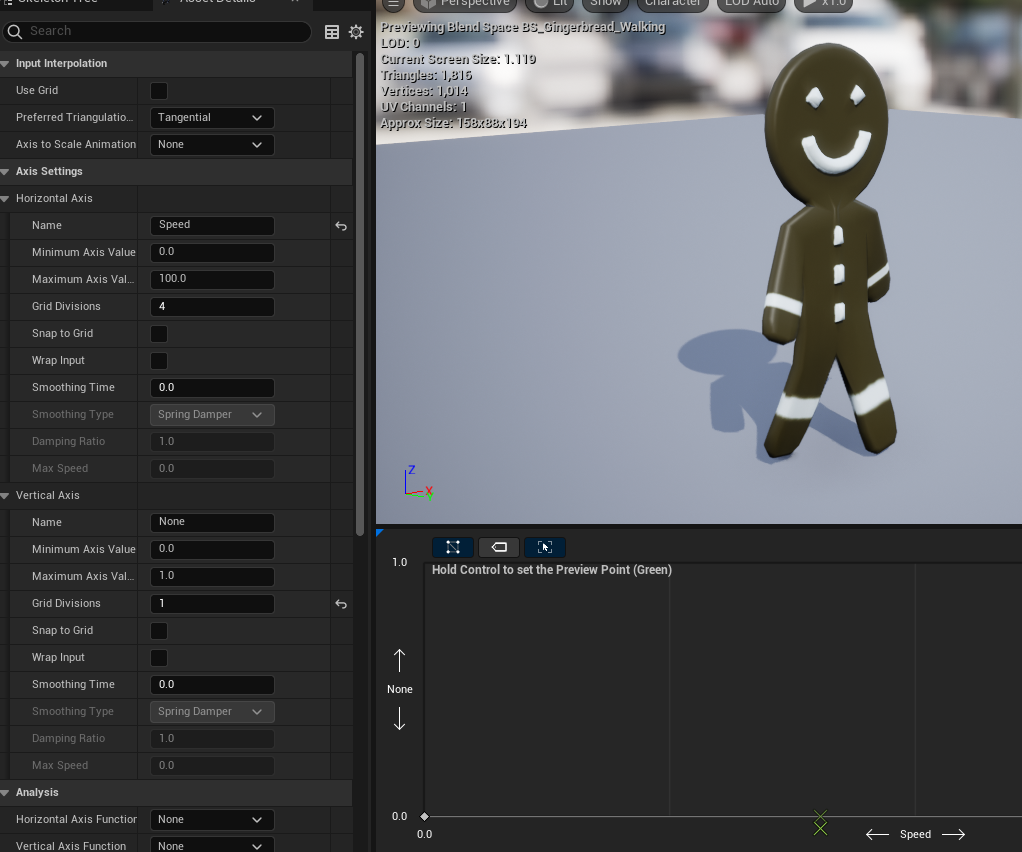 Skeleton Tree
Asset Details
Search
Input Interpolation
Use Grid
Preferred Triangulatio...
Tangential
Axis to Scale Animation
None
Axis Settings
Horizontal Axis
Name
Speed
Minimum Axis Value
0.0
Maximum Axis Val...
100.0
Grid Divisions
4
Snap to Grid
Wrap Input
Smoothing Time
0.0
Smoothing Type
Spring Damper
Damping Ratio
1.0
Max Speed
0.0
Vertical Axis
Name
None
Minimum Axis Value
0.0
Maximum Axis Val...
1.0
Grid Divisions
1
Snap to Grid
Wrap Input
Smoothing Time
0.0
Smoothing Type
Spring Damper
Damping Ratio
1.0
Max Speed
0.0
Analysis
Horizontal Axis Function
None
Vertical Axis Function
None
Perspective
Lit
Show
Character
LOD Auto
x1.0
Previewing Blend Space BS_Gingerbread_Walking
LOD: 0
Current Screen Size: 1.119
Triangles: 1,816
Vertices: 1,014
UV Channels: 1
Approx Size: 158x88x194
Z
X
Y
1.0
Hold Control to set the Preview Point (Green)
None
0.0
0.0
Speed